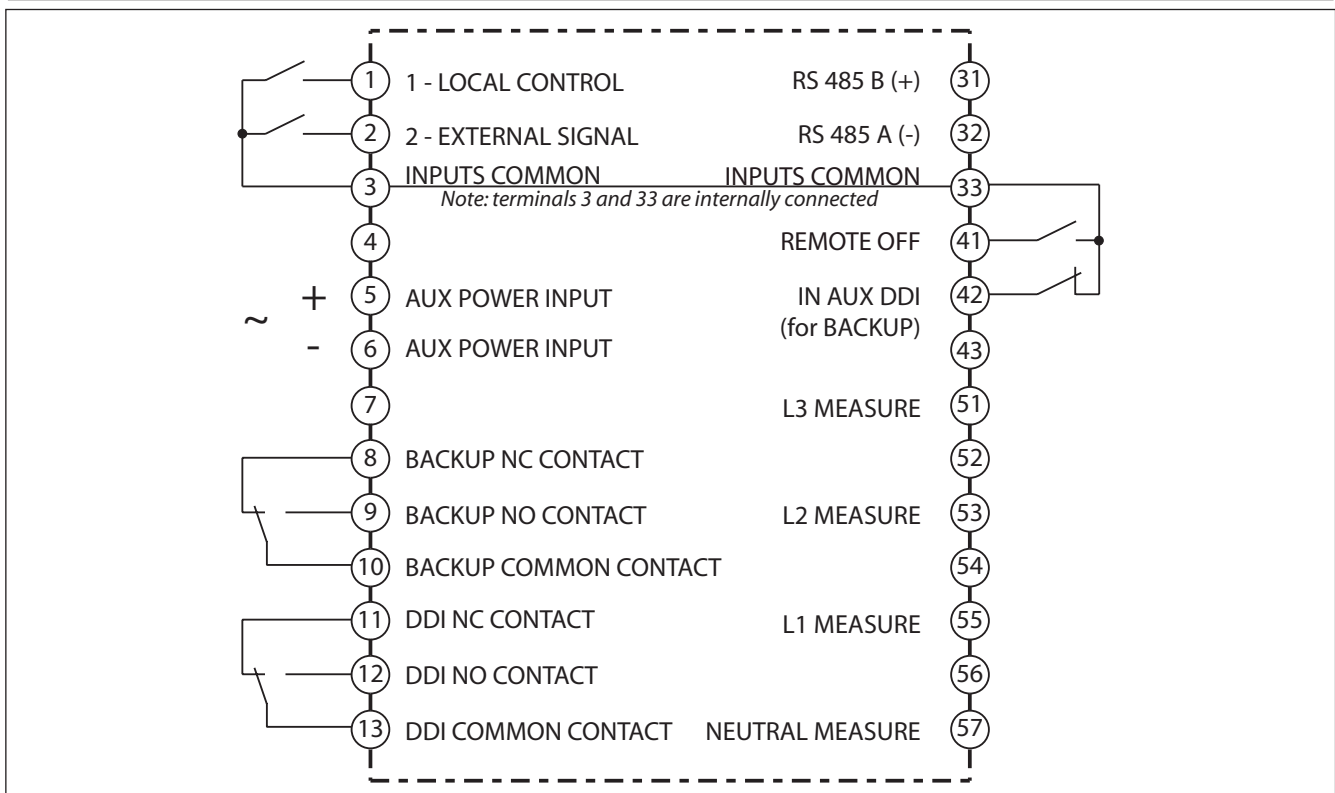 1 1 - LOCAL CONTROL RS 485 B (+) 31
2 2 - EXTERNAL SIGNAL RS 485 A (-) 32
3 INPUTS COMMON INPUTS COMMON 33
Note: terminals 3 and 33 are internally connected
4 REMOTE OFF 41
~ + 5 AUX POWER INPUT IN AUX DDI 42
(for BACKUP)
- 6 AUX POWER INPUT 43
7 L3 MEASURE 51
8 BACKUP NC CONTACT 52
9 BACKUP NO CONTACT L2 MEASURE 53
10 BACKUP COMMON CONTACT 54
11 DDI NC CONTACT L1 MEASURE 55
12 DDI NO CONTACT 56
13 DDI COMMON CONTACT NEUTRAL MEASURE 57